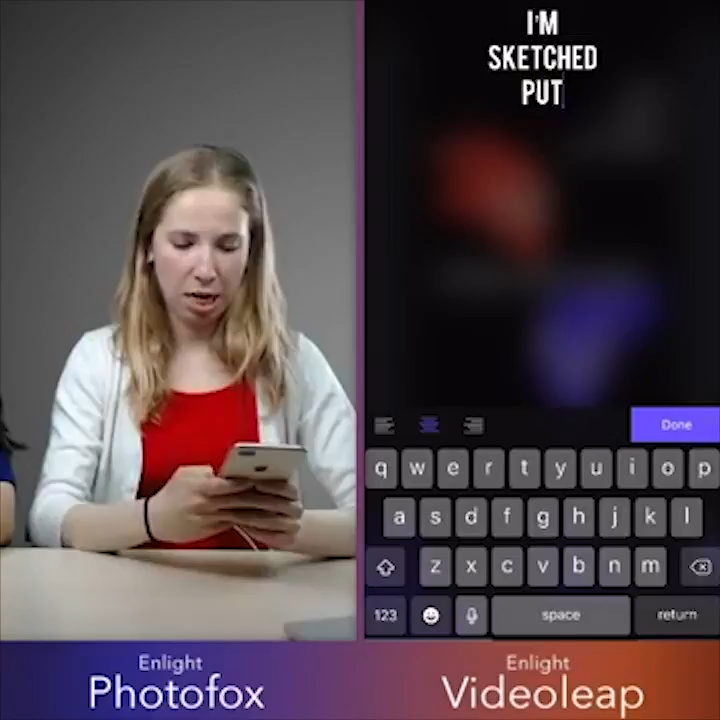 I'M
SKETCHED
PUT
Done
q w e r t y u i o p
a s d f g h j k l
z x c v b n m
123 space return
Enlight
Photofox
Enlight
Videoleap